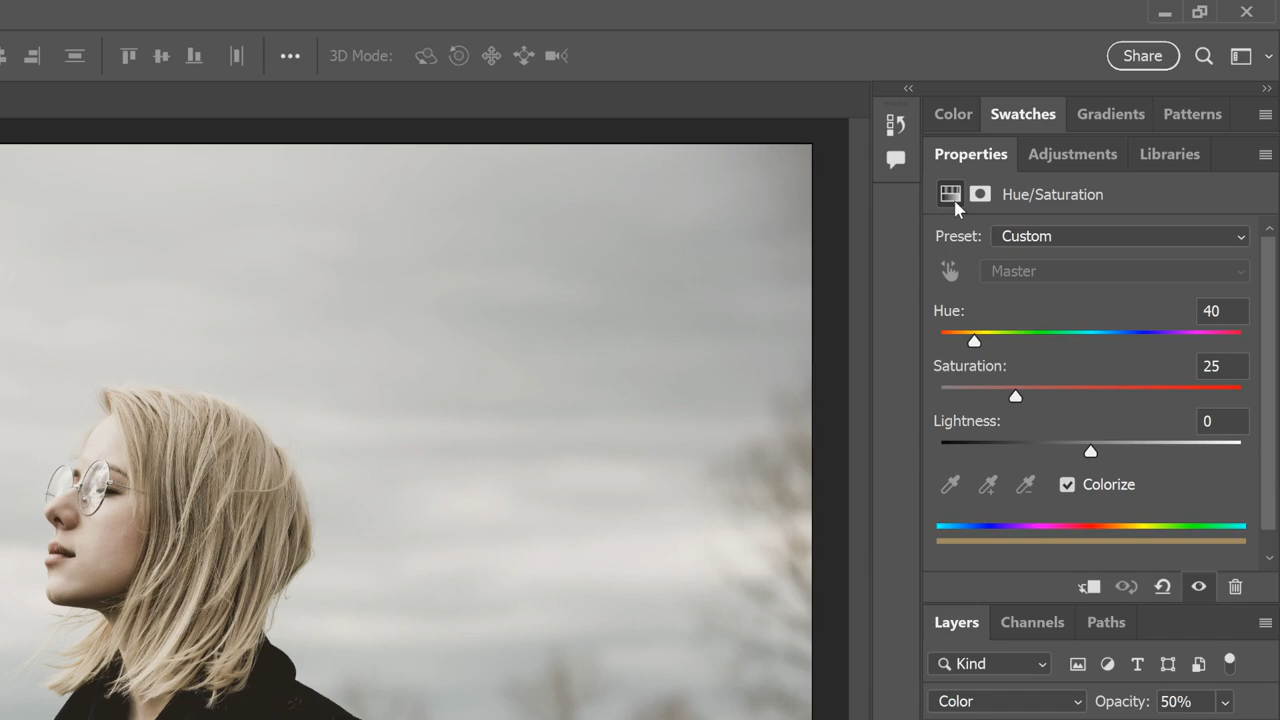 3D Mode:
Share
Color Swatches Gradients Patterns
Properties Adjustments Libraries
Hue/Saturation
Preset: Custom
Master
Hue: 40
Saturation: 25
Lightness: 0
Colorize
Layers Channels Paths
Kind
Color Opacity: 50%